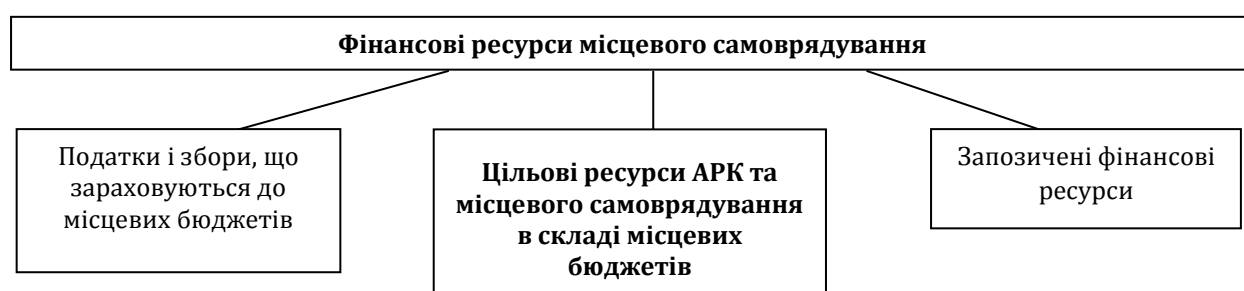 Фінансові ресурси місцевого самоврядування
Податки і збори, що
зараховуються до
місцевих бюджетів
Цільові ресурси АРК та
місцевого самоврядування
в складі місцевих
бюджетів
Запозичені фінансові
ресурси